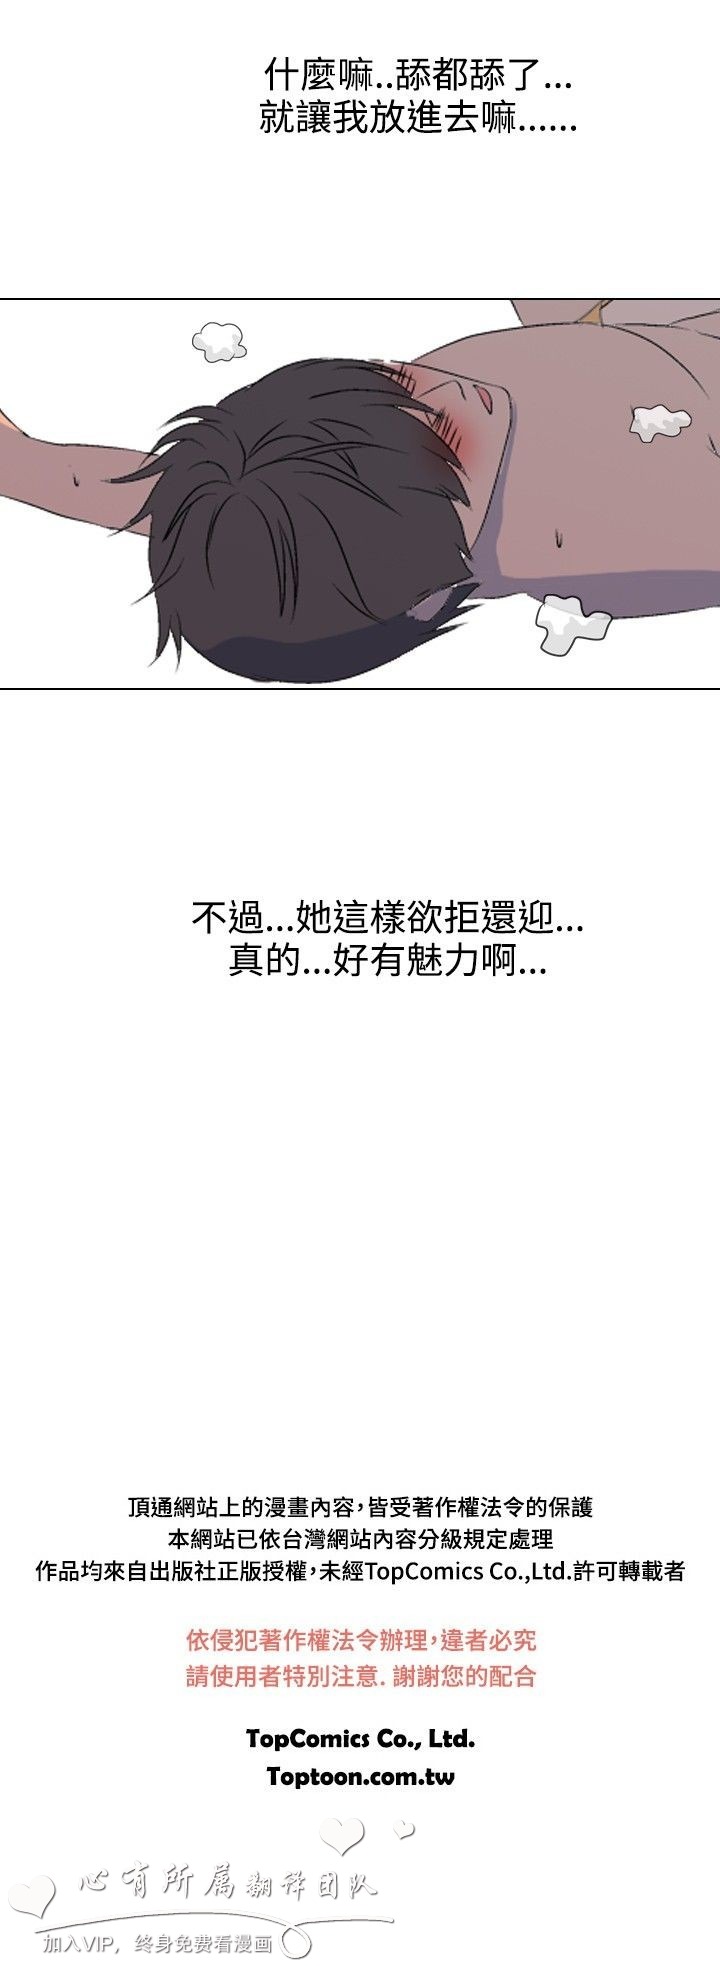 什麼嘛..舔都舔了...
就讓我放進去嘛......
不過...她這樣欲拒還迎...
真的...好有魅力啊...
頂通網站上的漫畫內容，皆受著作權法令的保護
本網站已依台灣網站內容分級規定處理
作品均來自出版社正版授權，未經TopComics Co.,Ltd.許可轉載者
依侵犯著作權法令辦理，違者必究
請使用者特別注意. 謝謝您的配合
TopComics Co., Ltd.
Toptoon.com.tw
心有所属翻译团队
加入VIP，终身免费看漫画